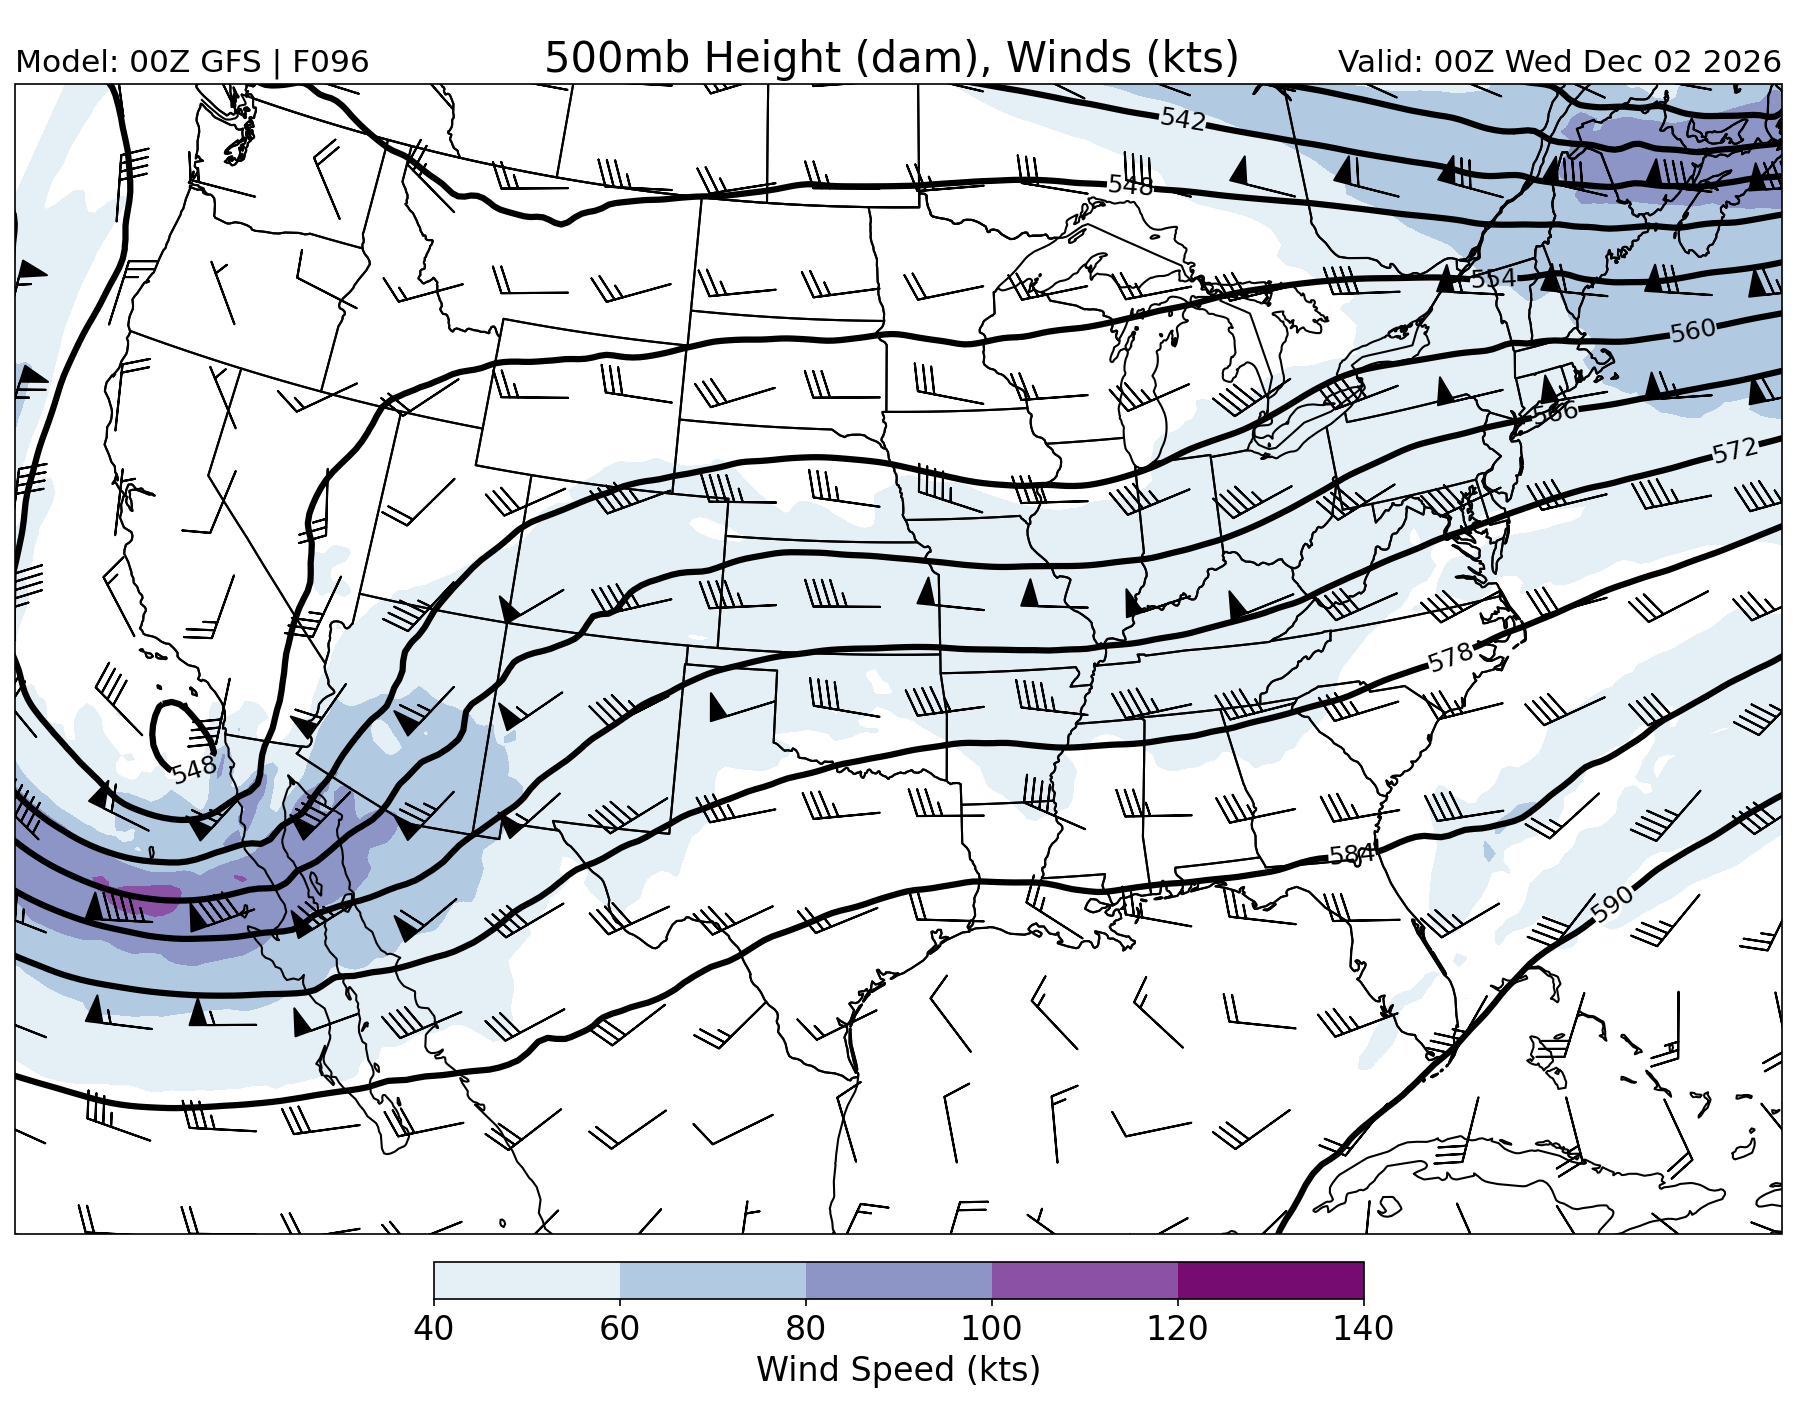 Model: 00Z GFS | F096
500mb Height (dam), Winds (kts)
Valid: 00Z Wed Dec 02 2026
542
548
554
560
566
572
578
548
584
590
40 60 80 100 120 140
Wind Speed (kts)